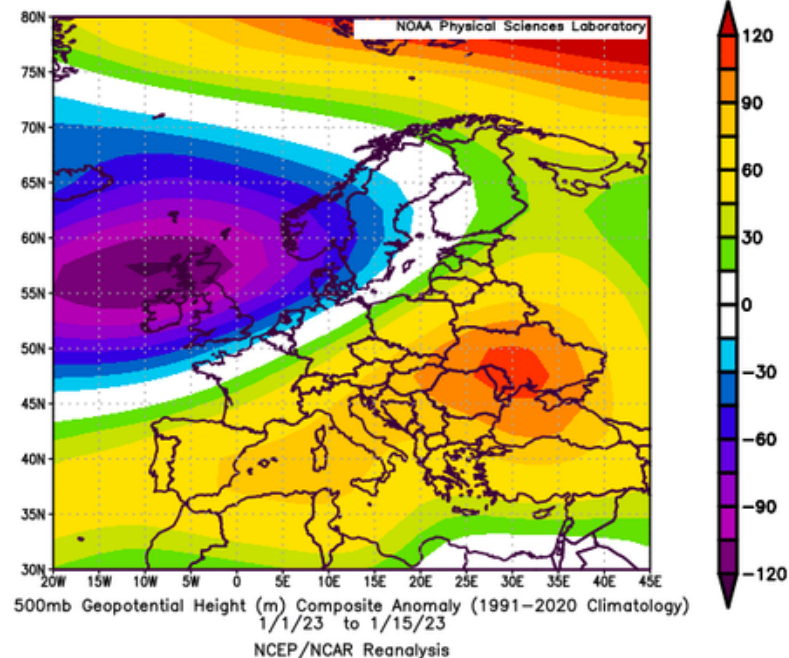 NOAA Physical Sciences Laboratory
80N
75N
70N
65N
60N
55N
50N
45N
40N
35N
30N
20W 15W 10W 5W 0 5E 10E 15E 20E 25E 30E 35E 40E 45E
120
90
60
30
0
-30
-60
-90
-120
500mb Geopotential Height (m) Composite Anomaly (1991-2020 Climatology)
1/1/23 to 1/15/23
NCEP/NCAR Reanalysis